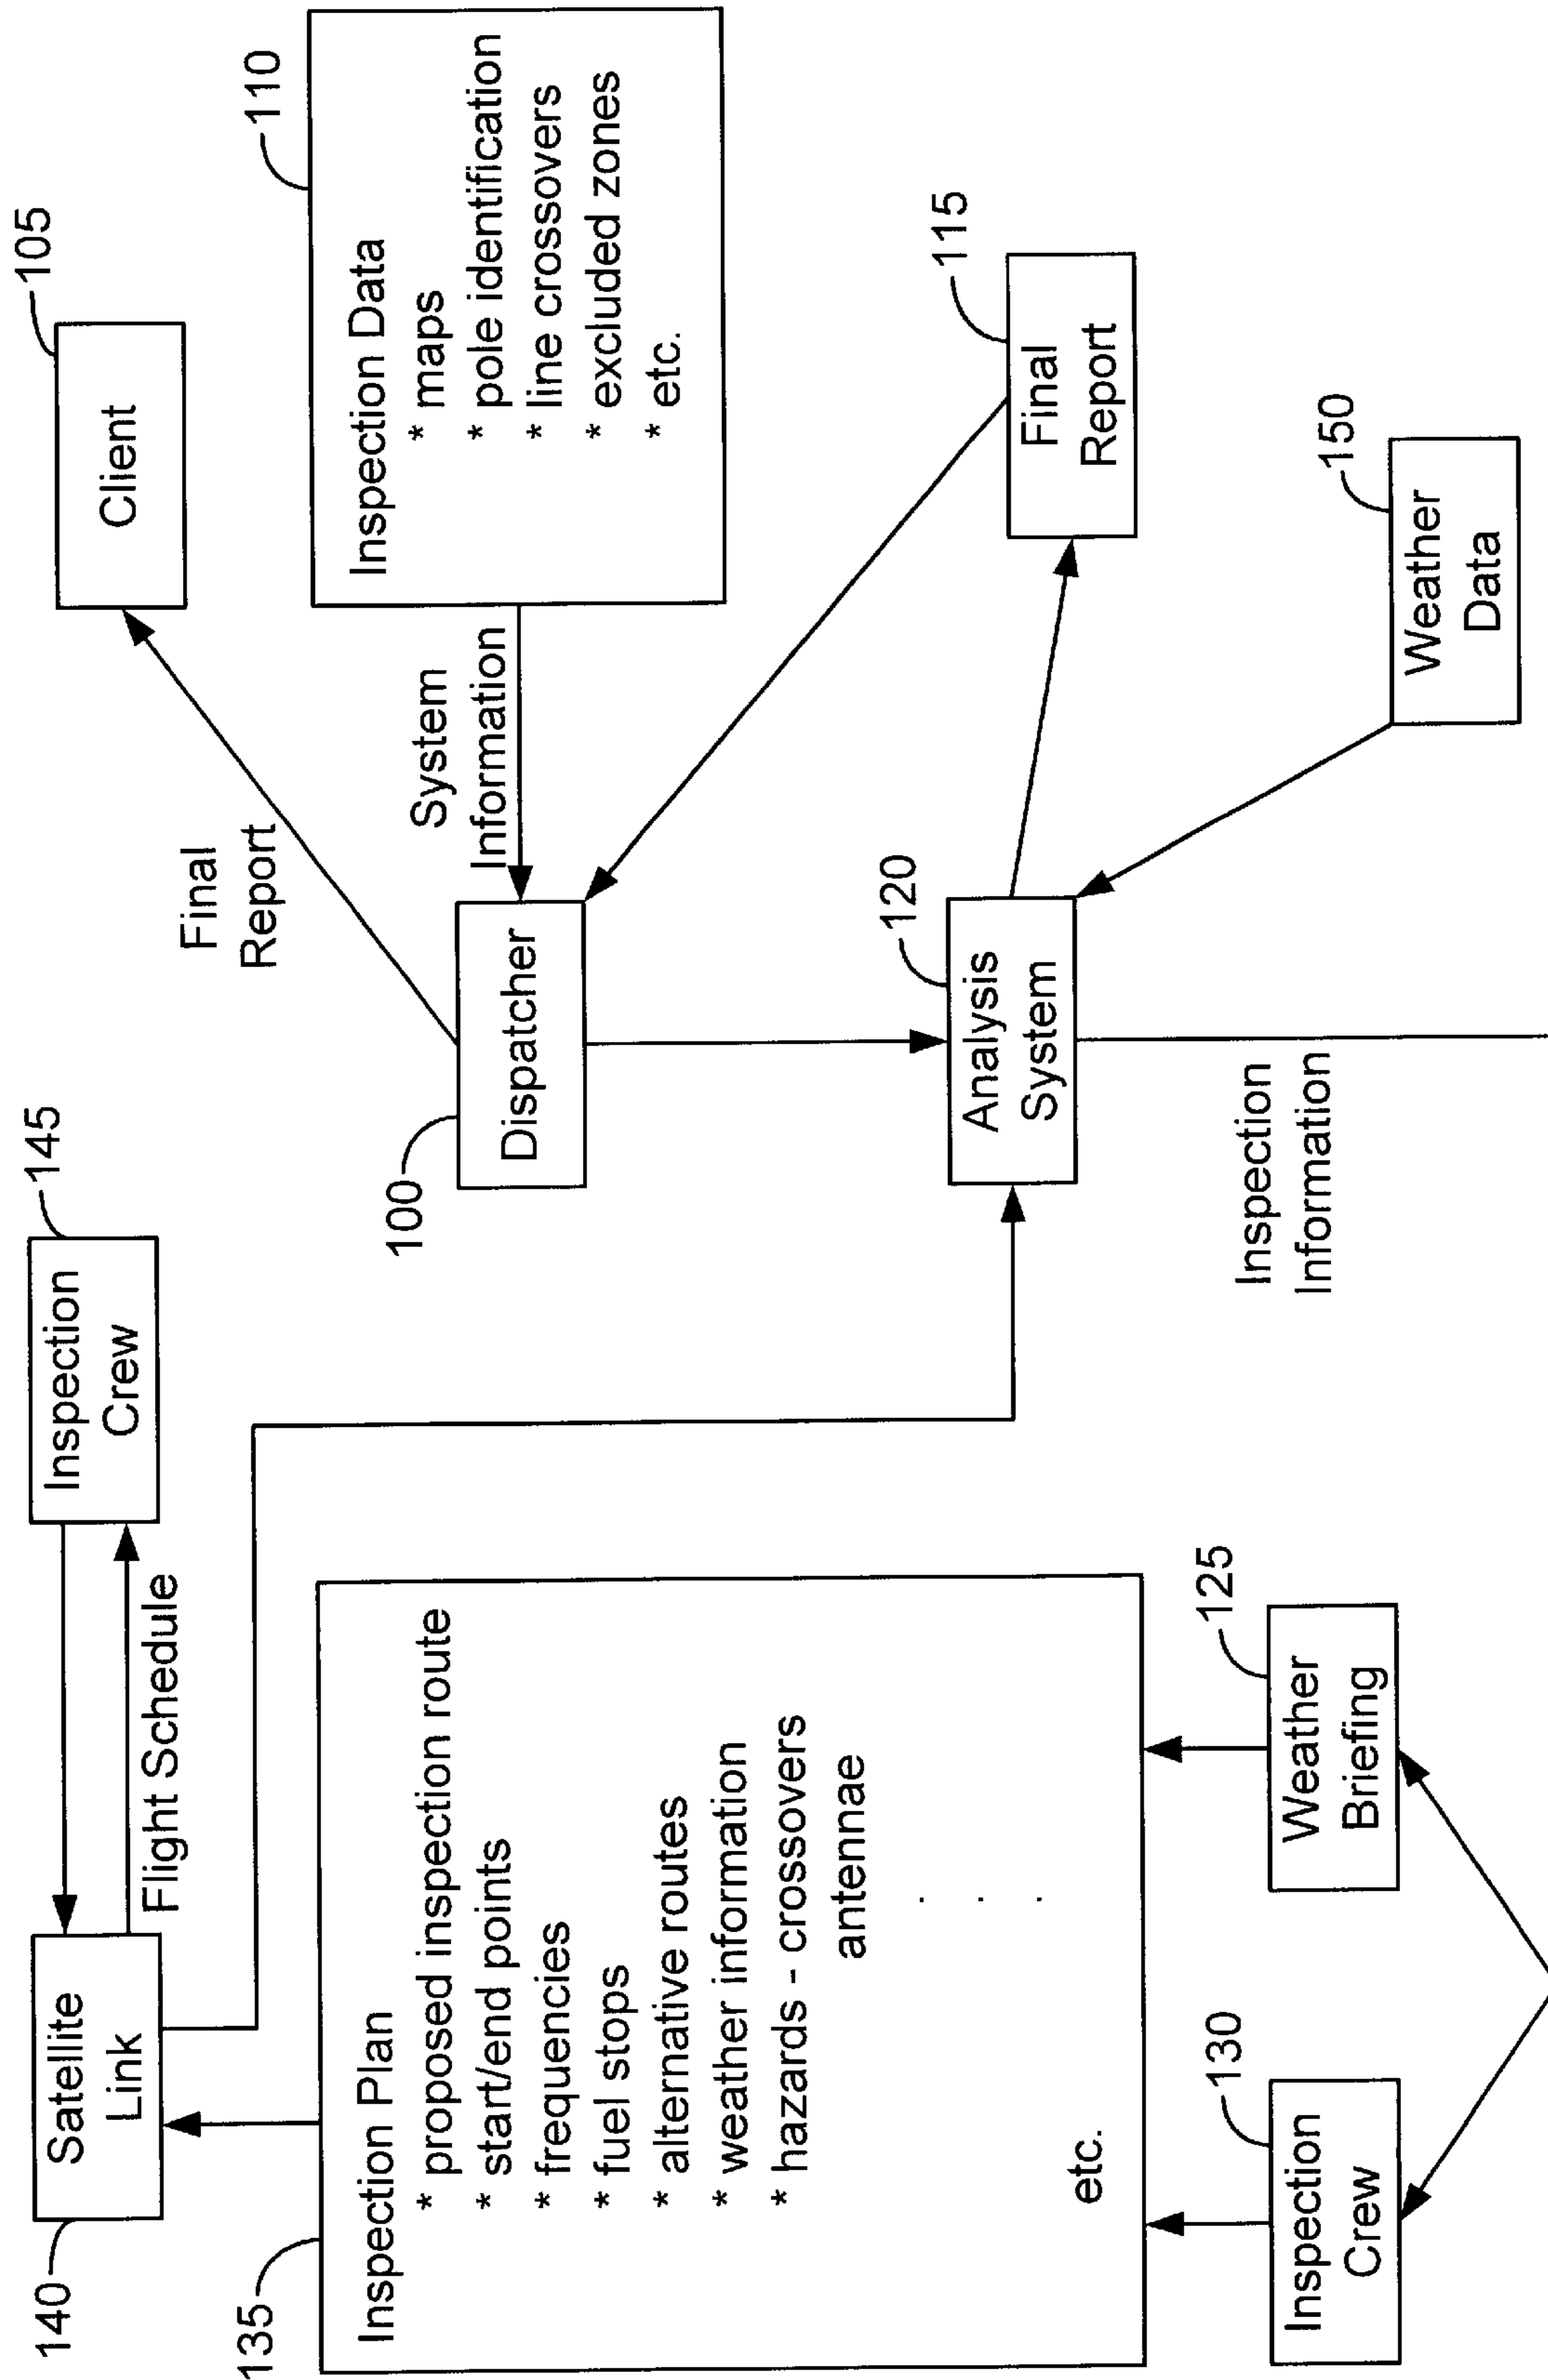 140
Satellite
Link
Flight Schedule
Inspection
Crew
145
Final
Report
Client
105
135
Inspection Plan
* proposed inspection route
* start/end points
* frequencies
* fuel stops
* alternative routes
* weather information
* hazards - crossovers
antennae
.
.
.
etc.
100
Dispatcher
System
Information
Inspection Data
* maps
* pole identification
* line crossovers
* excluded zones
* etc.
110
120
Analysis
System
Final
Report
115
130
Inspection
Crew
Weather
Briefing
125
Inspection
Information
Weather
Data
150